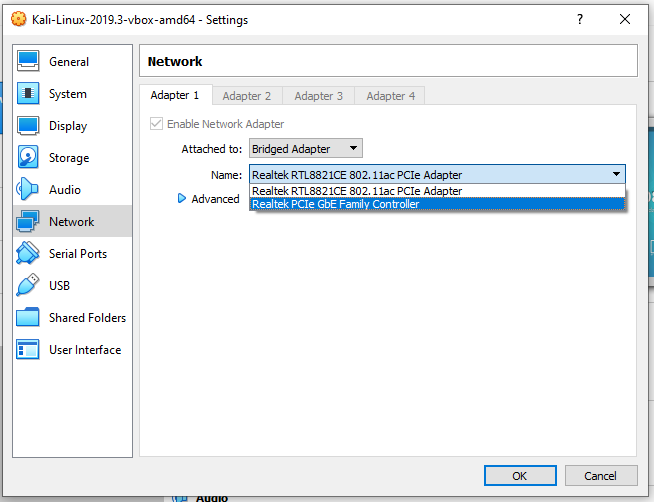 Kali-Linux-2019.3-vbox-amd64 - Settings
?
General
System
Display
Storage
Audio
Network
Serial Ports
USB
Shared Folders
User Interface
Network
Adapter 1 Adapter 2 Adapter 3 Adapter 4
Enable Network Adapter
Attached to: Bridged Adapter
Name: Realtek RTL8821CE 802.11ac PCIe Adapter
Realtek RTL8821CE 802.11ac PCIe Adapter
Realtek PCIe GbE Family Controller
Advanced
OK Cancel
Audio